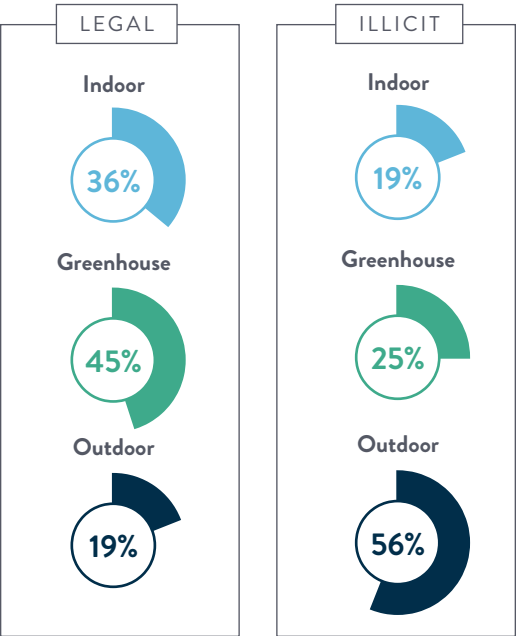 LEGAL
Indoor
36%
Greenhouse
45%
Outdoor
19%
ILLICIT
Indoor
19%
Greenhouse
25%
Outdoor
56%